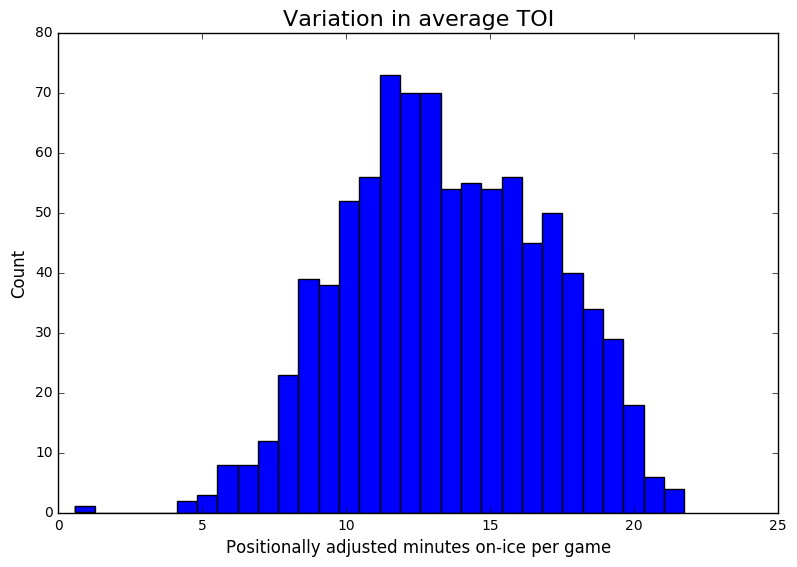 Variation in average TOI
80
70
60
50
40
30
20
10
0
Count
0 5 10 15 20 25
Positionally adjusted minutes on-ice per game